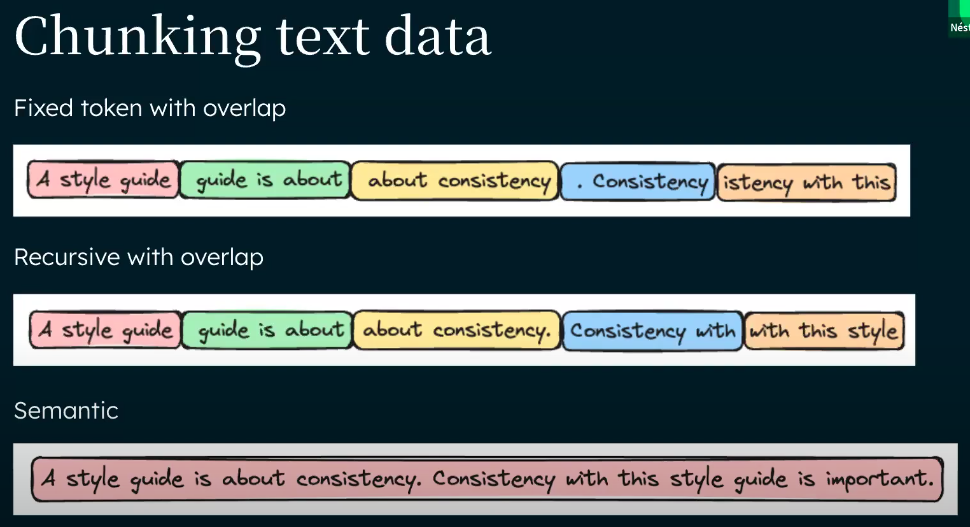 Chunking text data
Nést
Fixed token with overlap
A style guide guide is about about consistency . Consistency istency with this
Recursive with overlap
A style guide guide is about about consistency. Consistency with with this style
Semantic
A style guide is about consistency. Consistency with this style guide is important.